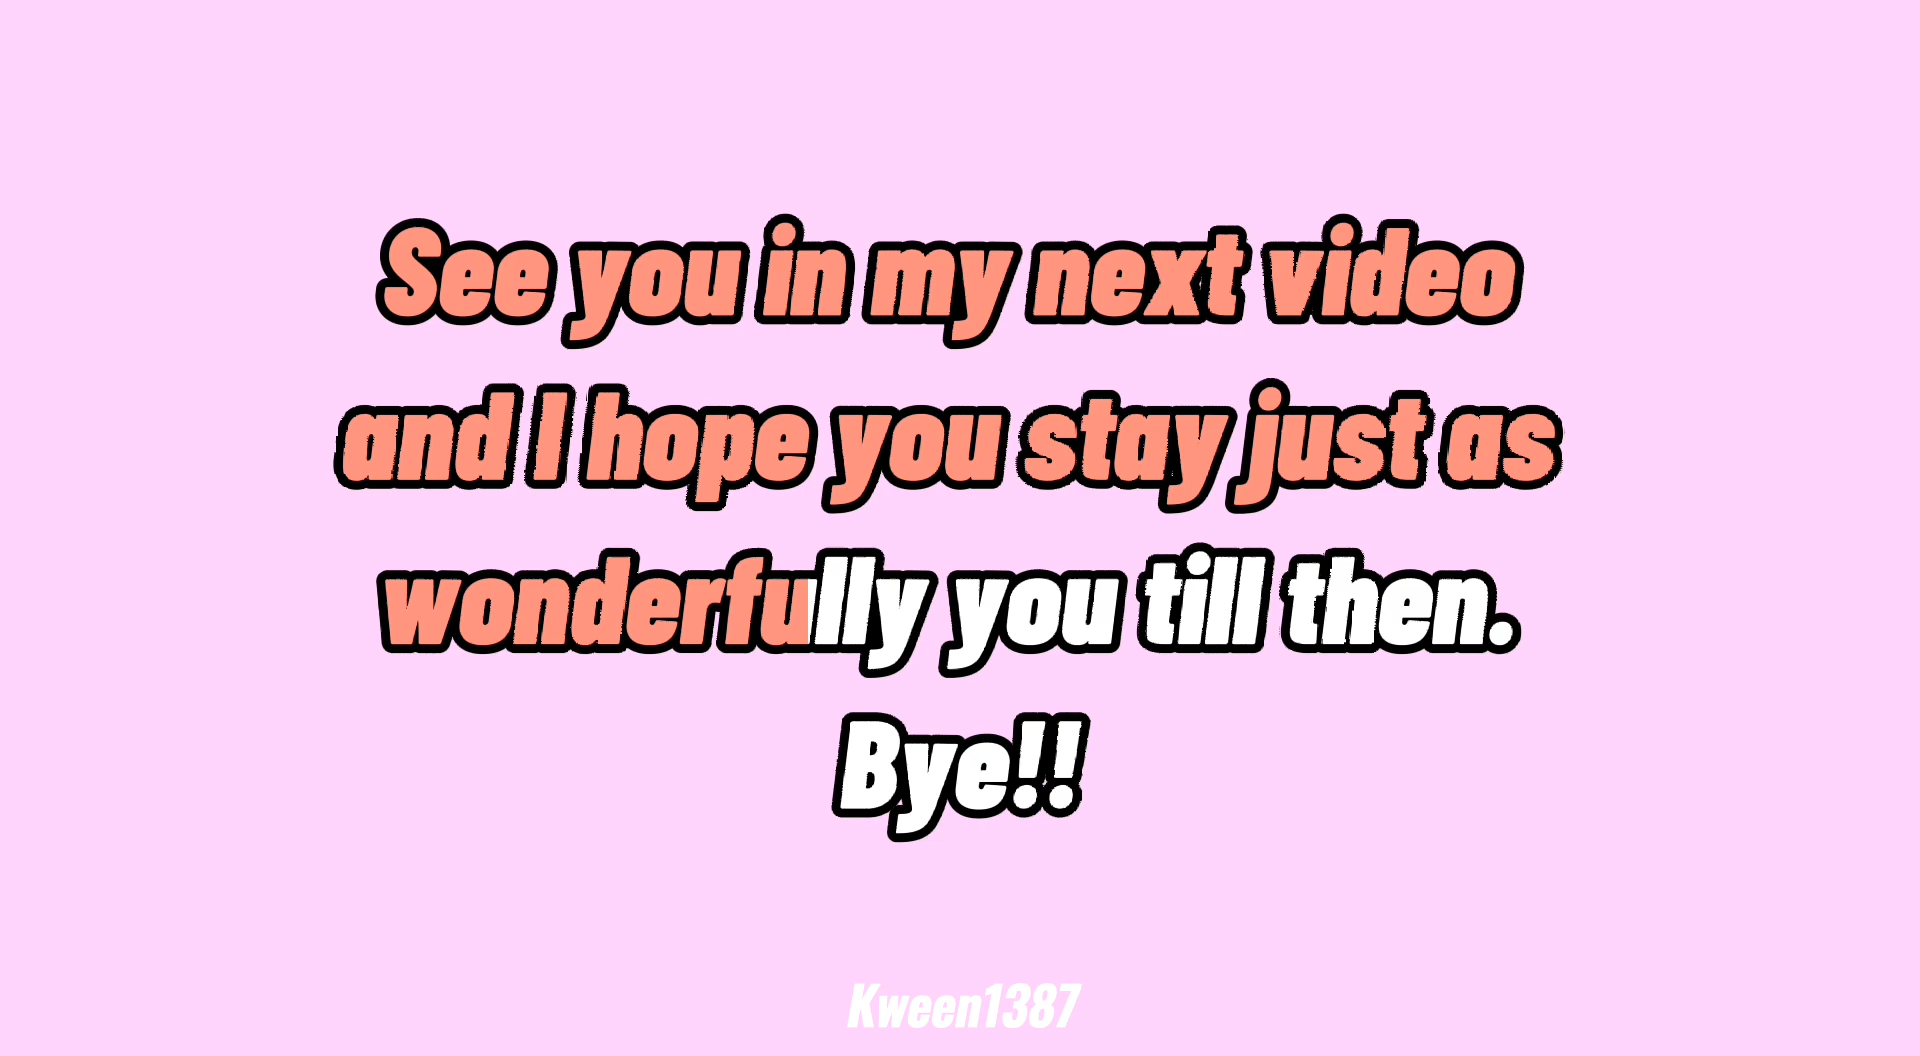 See you in my next video
and I hope you stay just as
wonderfully you till then.
Bye!!
Kween1387